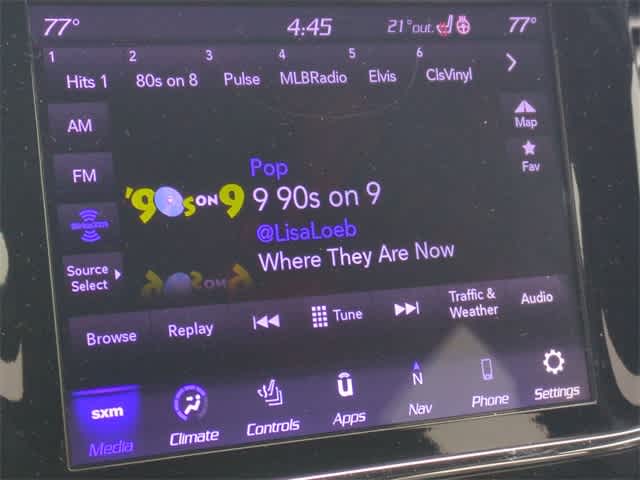 77° 4:45 21°out. 77°
1 2 3 4 5 6
Hits 1 80s on 8 Pulse MLBRadio Elvis ClsVinyl
AM
Map
FM
Fav
Pop
'90s ON 9 9 90s on 9
SiriusXM
@LisaLoeb
Where They Are Now
Source
Select
Browse Replay Tune Traffic &
Weather Audio
sxm
Media Climate Controls Apps N
Nav Phone Settings